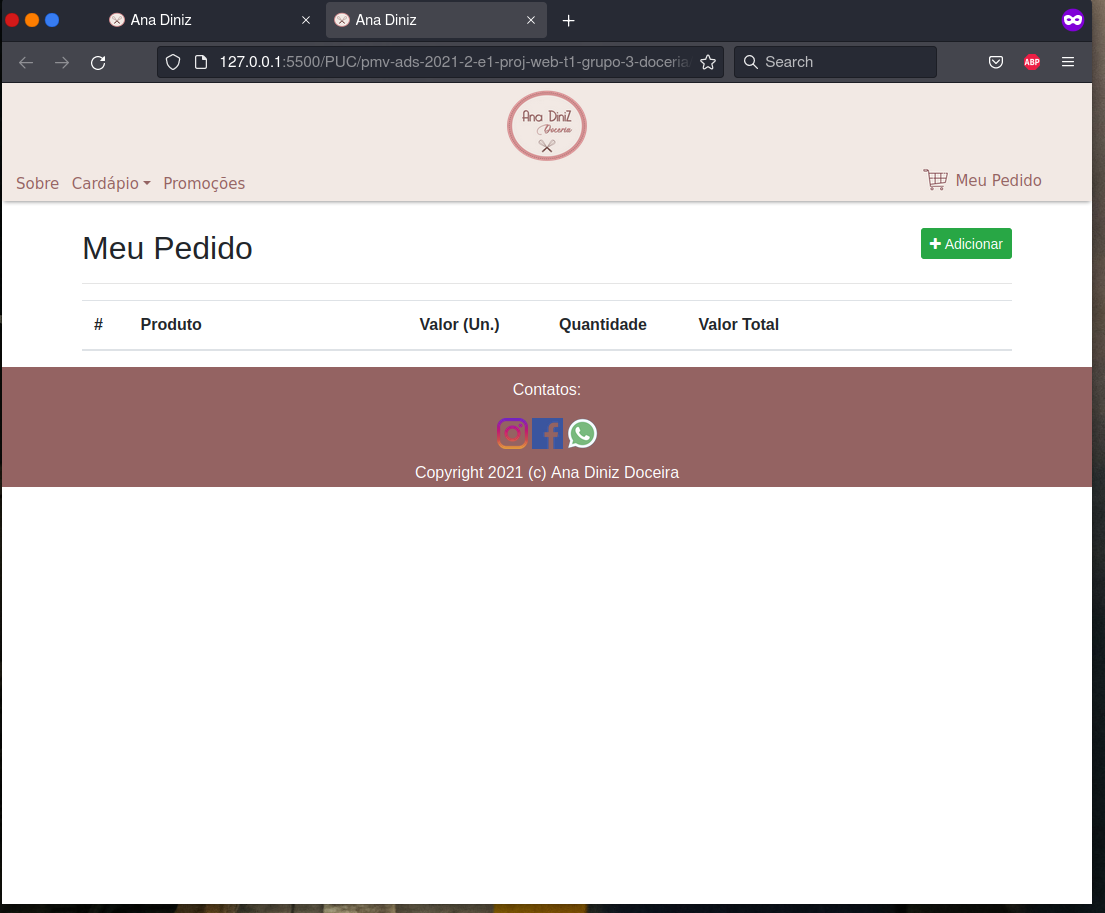 Ana Diniz
Ana Diniz
127.0.0.1:5500/PUC/pmv-ads-2021-2-e1-proj-web-t1-grupo-3-doceria/
Search
ABP
Ana DiniZ
Doceria
Sobre Cardápio Promoções Meu Pedido
Meu Pedido
Adicionar
# Produto Valor (Un.) Quantidade Valor Total
Contatos:
Copyright 2021 (c) Ana Diniz Doceira